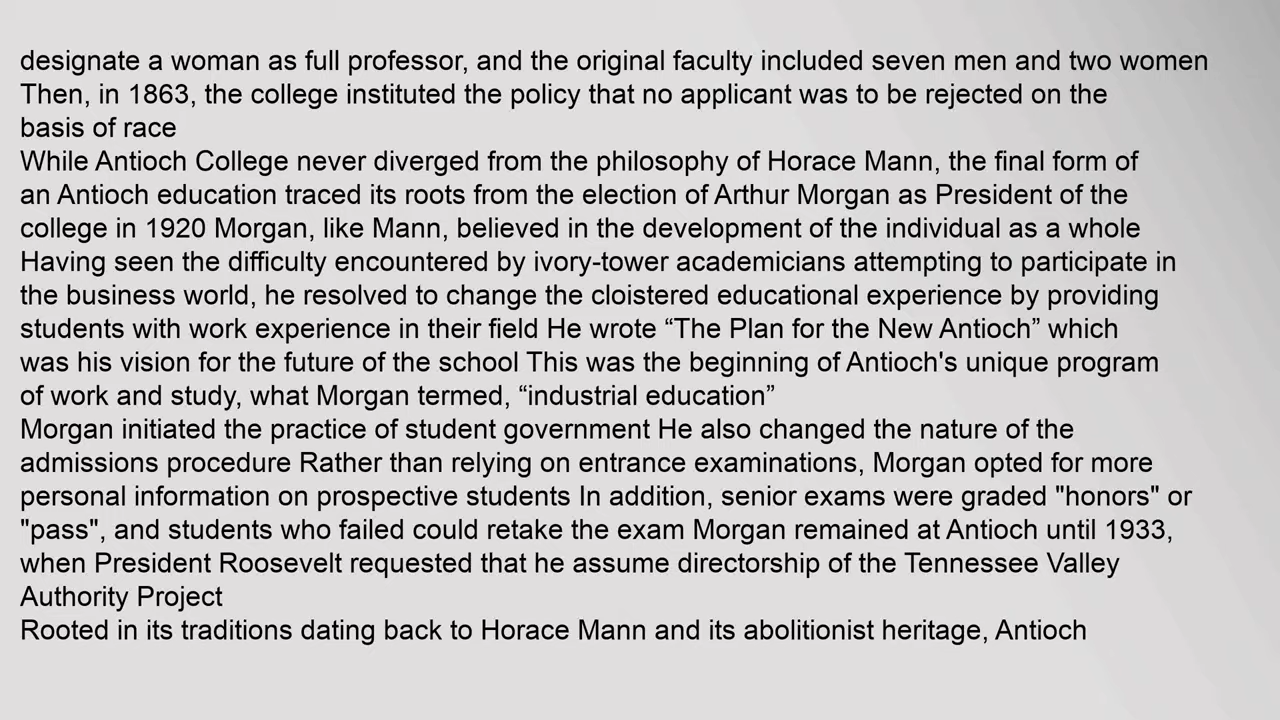 designate a woman as full professor, and the original faculty included seven men and two women
Then, in 1863, the college instituted the policy that no applicant was to be rejected on the
basis of race
While Antioch College never diverged from the philosophy of Horace Mann, the final form of
an Antioch education traced its roots from the election of Arthur Morgan as President of the
college in 1920 Morgan, like Mann, believed in the development of the individual as a whole
Having seen the difficulty encountered by ivory-tower academicians attempting to participate in
the business world, he resolved to change the cloistered educational experience by providing
students with work experience in their field He wrote “The Plan for the New Antioch” which
was his vision for the future of the school This was the beginning of Antioch's unique program
of work and study, what Morgan termed, “industrial education”
Morgan initiated the practice of student government He also changed the nature of the
admissions procedure Rather than relying on entrance examinations, Morgan opted for more
personal information on prospective students In addition, senior exams were graded "honors" or
"pass", and students who failed could retake the exam Morgan remained at Antioch until 1933,
when President Roosevelt requested that he assume directorship of the Tennessee Valley
Authority Project
Rooted in its traditions dating back to Horace Mann and its abolitionist heritage, Antioch